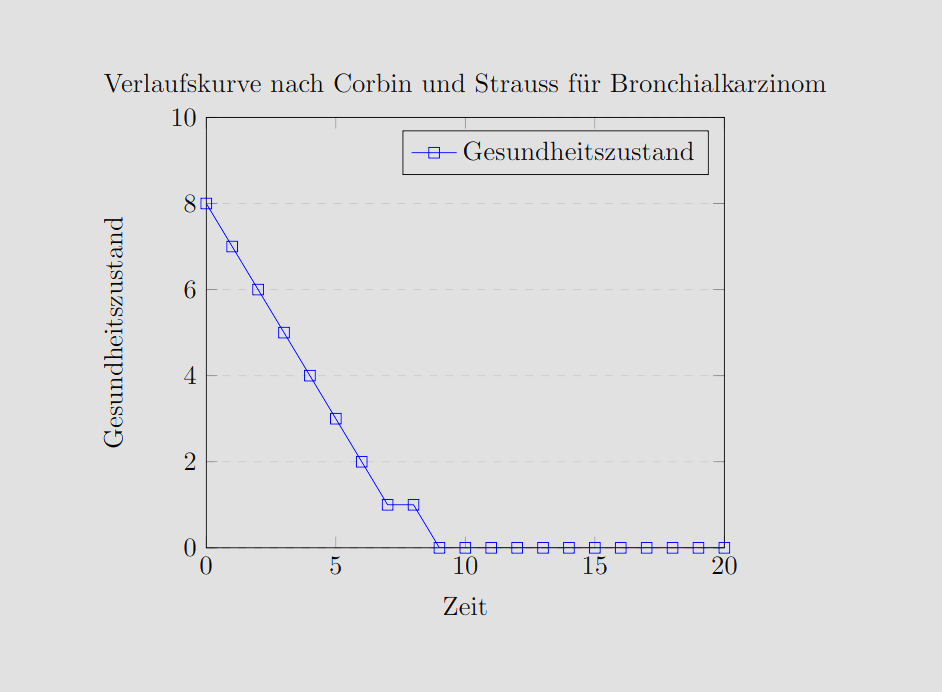 Verlaufskurve nach Corbin und Strauss für Bronchialkarzinom
10
Gesundheitszustand
8
6
4
2
0
Gesundheitszustand
0 5 10 15 20
Zeit